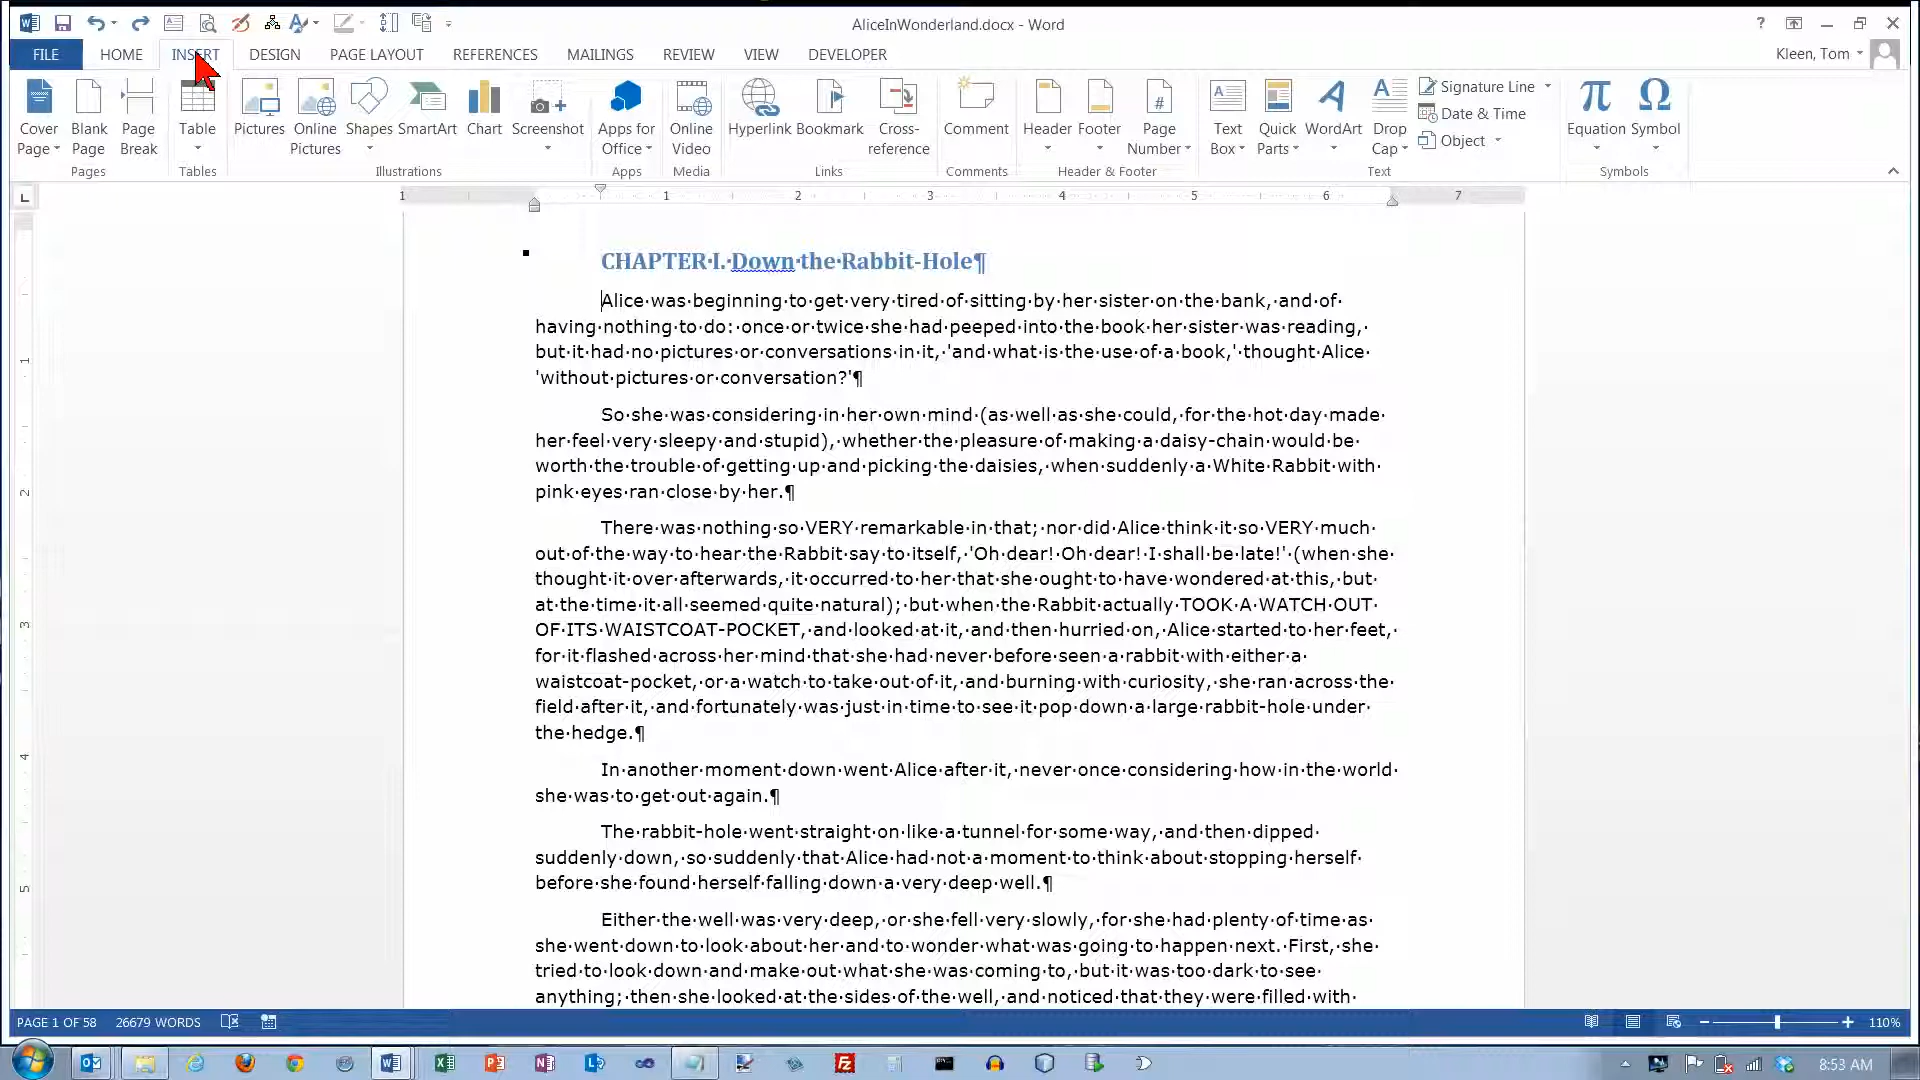 AliceInWonderland.docx - Word
FILE HOME INSERT DESIGN PAGE LAYOUT REFERENCES MAILINGS REVIEW VIEW DEVELOPER Kleen, Tom
Cover Page
Blank Page
Page Break
Table
Pictures
Online Pictures
Shapes
SmartArt
Chart
Screenshot
Apps for Office
Online Video
Hyperlink
Bookmark
Cross-reference
Comment
Header
Footer
Page Number
Text Box
Quick Parts
WordArt
Drop Cap
Signature Line
Date & Time
Object
Equation
Symbol
Pages Tables Illustrations Apps Media Links Comments Header & Footer Text Symbols
1 1 2 3 4 5 6 7
CHAPTER·I.·Down·the·Rabbit-Hole¶
Alice·was·beginning·to·get·very·tired·of·sitting·by·her·sister·on·the·bank,·and·of·
having·nothing·to·do:·once·or·twice·she·had·peeped·into·the·book·her·sister·was·reading,·
but·it·had·no·pictures·or·conversations·in·it,·'and·what·is·the·use·of·a·book,'·thought·Alice·
'without·pictures·or·conversation?'¶
So·she·was·considering·in·her·own·mind·(as·well·as·she·could,·for·the·hot·day·made·
her·feel·very·sleepy·and·stupid),·whether·the·pleasure·of·making·a·daisy-chain·would·be·
worth·the·trouble·of·getting·up·and·picking·the·daisies,·when·suddenly·a·White·Rabbit·with·
pink·eyes·ran·close·by·her.¶
There·was·nothing·so·VERY·remarkable·in·that;·nor·did·Alice·think·it·so·VERY·much·
out·of·the·way·to·hear·the·Rabbit·say·to·itself,·'Oh·dear!·Oh·dear!·I·shall·be·late!'·(when·she·
thought·it·over·afterwards,·it·occurred·to·her·that·she·ought·to·have·wondered·at·this,·but·
at·the·time·it·all·seemed·quite·natural);·but·when·the·Rabbit·actually·TOOK·A·WATCH·OUT·
OF·ITS·WAISTCOAT-POCKET,·and·looked·at·it,·and·then·hurried·on,·Alice·started·to·her·feet,·
for·it·flashed·across·her·mind·that·she·had·never·before·seen·a·rabbit·with·either·a·
waistcoat-pocket,·or·a·watch·to·take·out·of·it,·and·burning·with·curiosity,·she·ran·across·the·
field·after·it,·and·fortunately·was·just·in·time·to·see·it·pop·down·a·large·rabbit-hole·under·
the·hedge.¶
In·another·moment·down·went·Alice·after·it,·never·once·considering·how·in·the·world·
she·was·to·get·out·again.¶
The·rabbit-hole·went·straight·on·like·a·tunnel·for·some·way,·and·then·dipped·
suddenly·down,·so·suddenly·that·Alice·had·not·a·moment·to·think·about·stopping·herself·
before·she·found·herself·falling·down·a·very·deep·well.¶
Either·the·well·was·very·deep,·or·she·fell·very·slowly,·for·she·had·plenty·of·time·as·
she·went·down·to·look·about·her·and·to·wonder·what·was·going·to·happen·next.·First,·she·
tried·to·look·down·and·make·out·what·she·was·coming·to,·but·it·was·too·dark·to·see·
anything;·then·she·looked·at·the·sides·of·the·well,·and·noticed·that·they·were·filled·with·
1
2
3
4
5
PAGE 1 OF 58 26679 WORDS 110%
8:53 AM